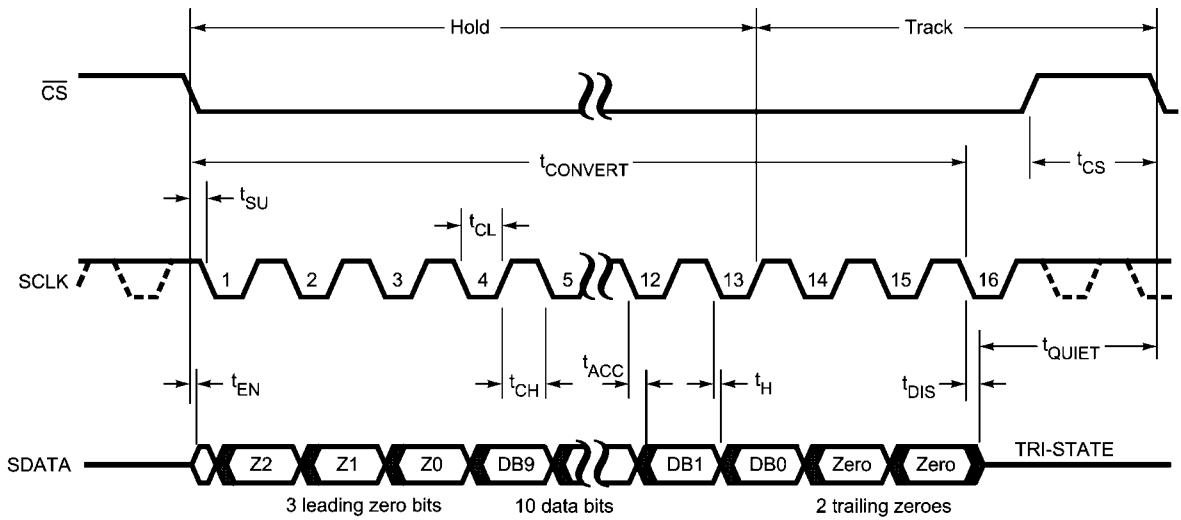 Hold Track
CS
tCONVERT tCS
tSU
tCL
SCLK 1 2 3 4 5 12 13 14 15 16
tQUIET
tEN tCH tACC tH tDIS
SDATA Z2 Z1 Z0 DB9 DB1 DB0 Zero Zero TRI-STATE
3 leading zero bits 10 data bits 2 trailing zeroes